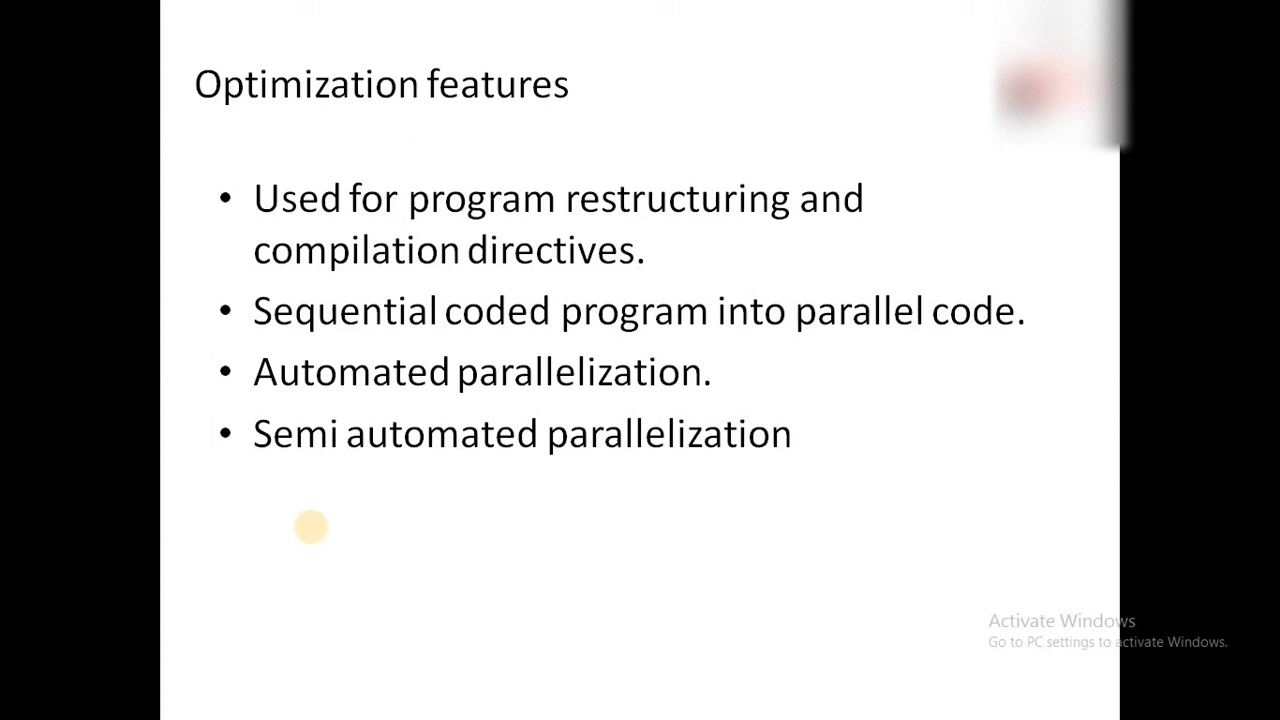 Optimization features
• Used for program restructuring and
compilation directives.
• Sequential coded program into parallel code.
• Automated parallelization.
• Semi automated parallelization
Activate Windows
Go to PC settings to activate Windows.